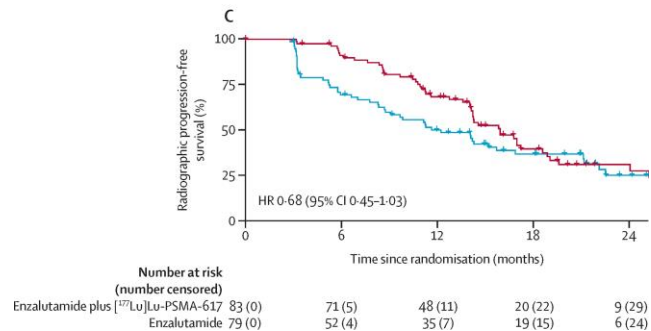 C
100
75
50
25
0
Radiographic progression-free
survival (%)
HR 0·68 (95% CI 0·45–1·03)
0 6 12 18 24
Time since randomisation (months)
Number at risk
(number censored)
Enzalutamide plus [¹⁷⁷Lu]Lu-PSMA-617 83 (0) 71 (5) 48 (11) 20 (22) 9 (29)
Enzalutamide 79 (0) 52 (4) 35 (7) 19 (15) 6 (24)